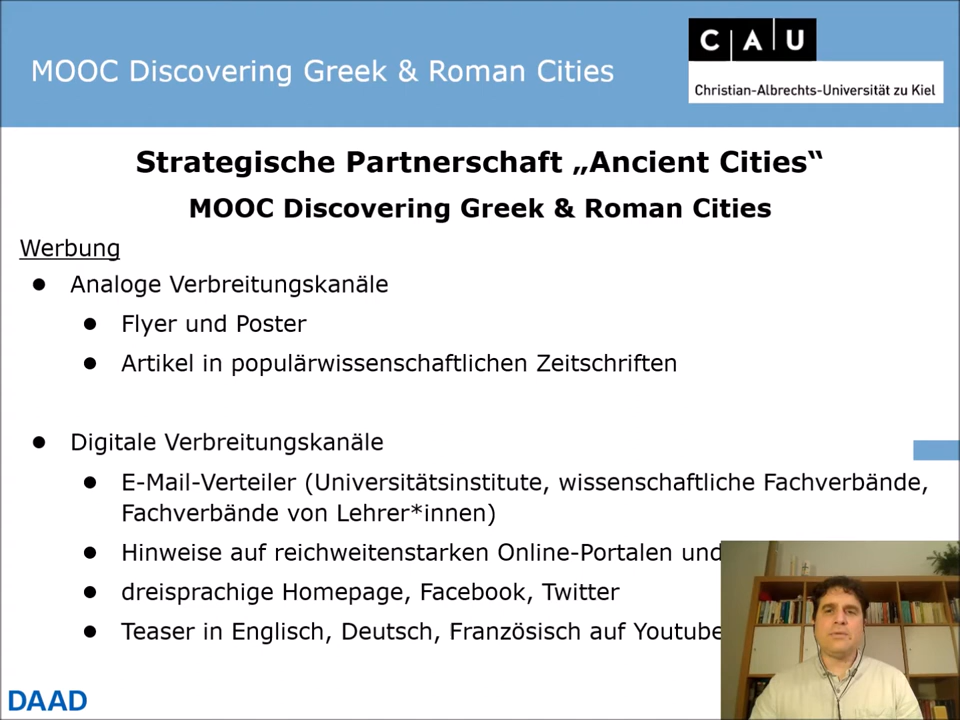 MOOC Discovering Greek & Roman Cities
CAU
Christian-Albrechts-Universität zu Kiel
Strategische Partnerschaft „Ancient Cities“
MOOC Discovering Greek & Roman Cities
Werbung
● Analoge Verbreitungskanäle
● Flyer und Poster
● Artikel in populärwissenschaftlichen Zeitschriften
● Digitale Verbreitungskanäle
● E-Mail-Verteiler (Universitätsinstitute, wissenschaftliche Fachverbände,
Fachverbände von Lehrer*innen)
● Hinweise auf reichweitenstarken Online-Portalen und
● dreisprachige Homepage, Facebook, Twitter
● Teaser in Englisch, Deutsch, Französisch auf Youtube
DAAD